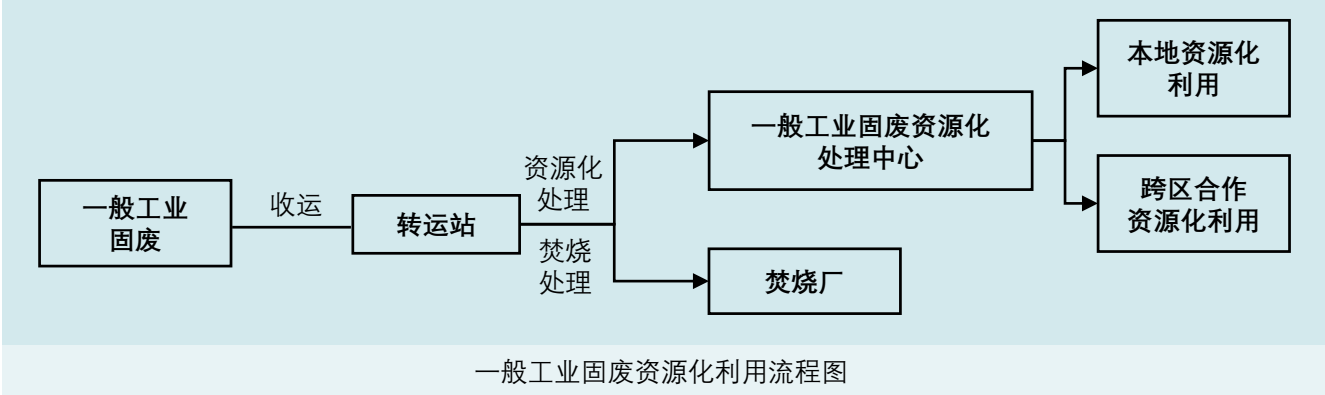 一般工业
固废
收运
转运站
资源化
处理
焚烧
处理
一般工业固废资源化
处理中心
焚烧厂
本地资源化
利用
跨区合作
资源化利用
一般工业固废资源化利用流程图